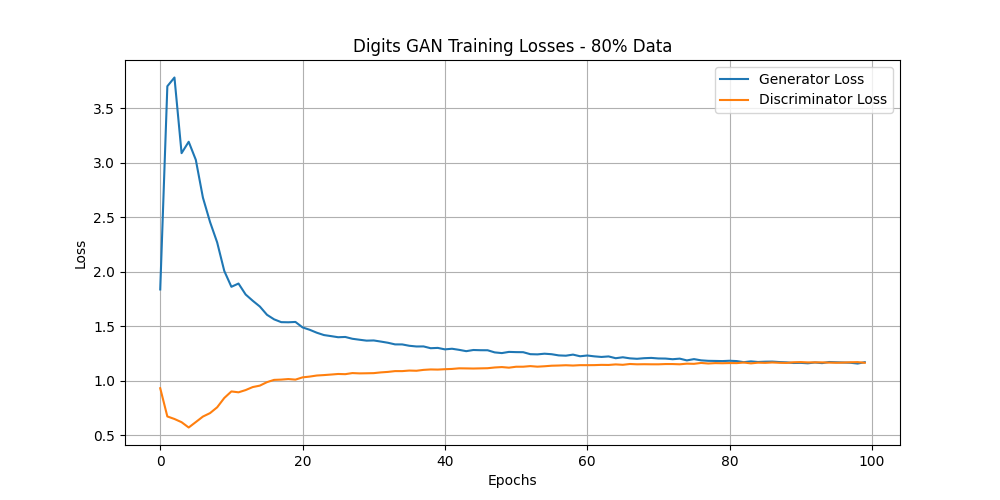 Digits GAN Training Losses - 80% Data
Generator Loss
Discriminator Loss
3.5
3.0
2.5
2.0
1.5
1.0
0.5
Loss
0 20 40 60 80 100
Epochs